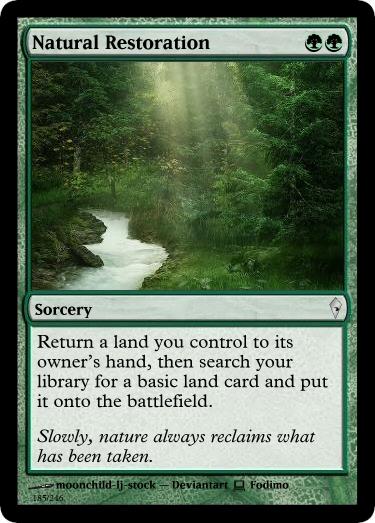 Natural Restoration
Sorcery
Return a land you control to its
owner's hand, then search your
library for a basic land card and put
it onto the battlefield.
Slowly, nature always reclaims what
has been taken.
moonchild-lj-stock — Deviantart Fodimo
185/246